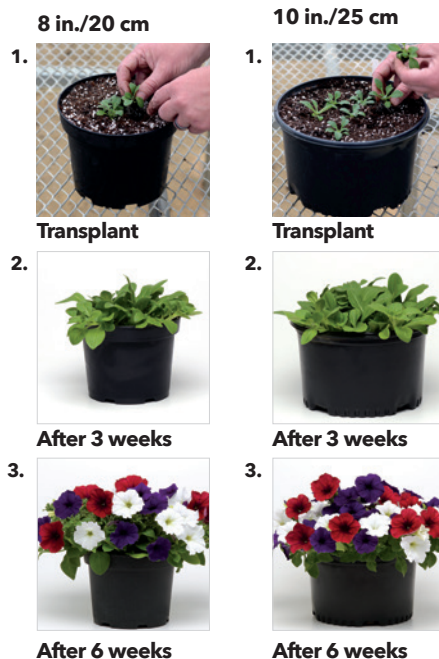 8 in./20 cm
1.
Transplant
2.
After 3 weeks
3.
After 6 weeks
10 in./25 cm
1.
Transplant
2.
After 3 weeks
3.
After 6 weeks